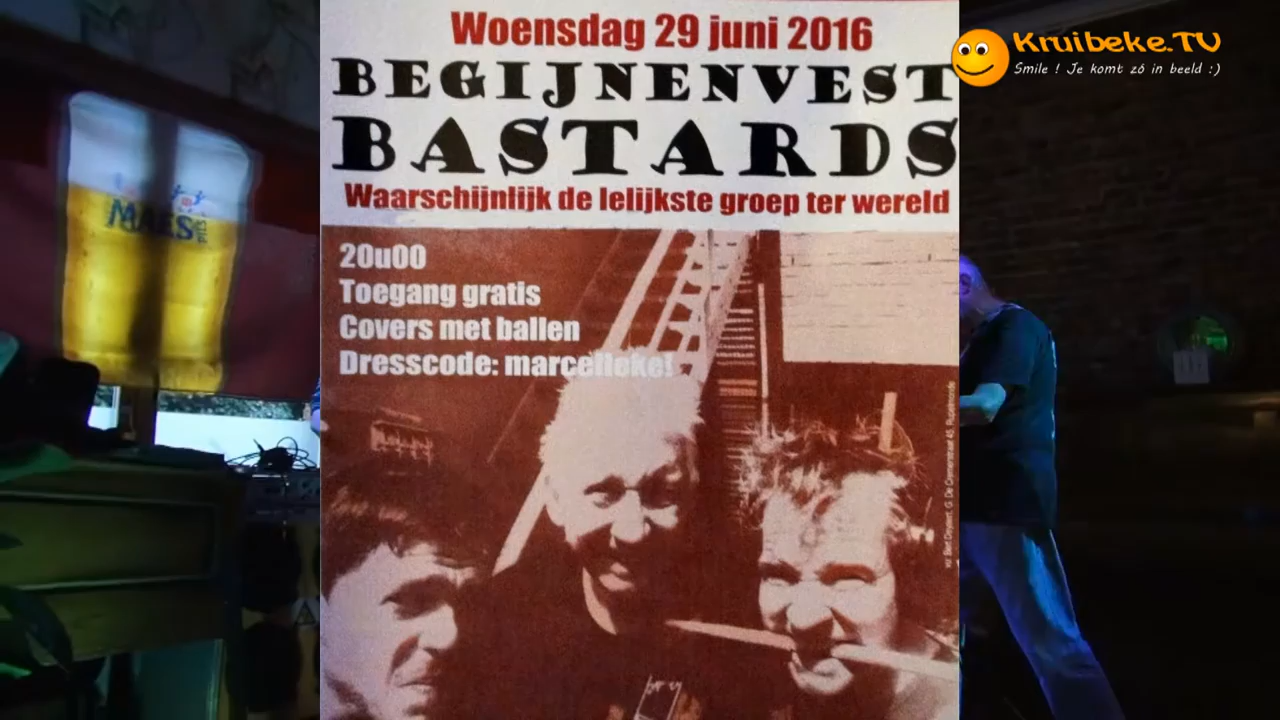 Woensdag 29 juni 2016
BEGIJNENVEST
BASTARDS
Waarschijnlijk de lelijkste groep ter wereld
20u00
Toegang gratis
Covers met ballen
Dresscode: marcelleke!
Kruibeke.TV
Smile ! Je komt zó in beeld :)
MAES